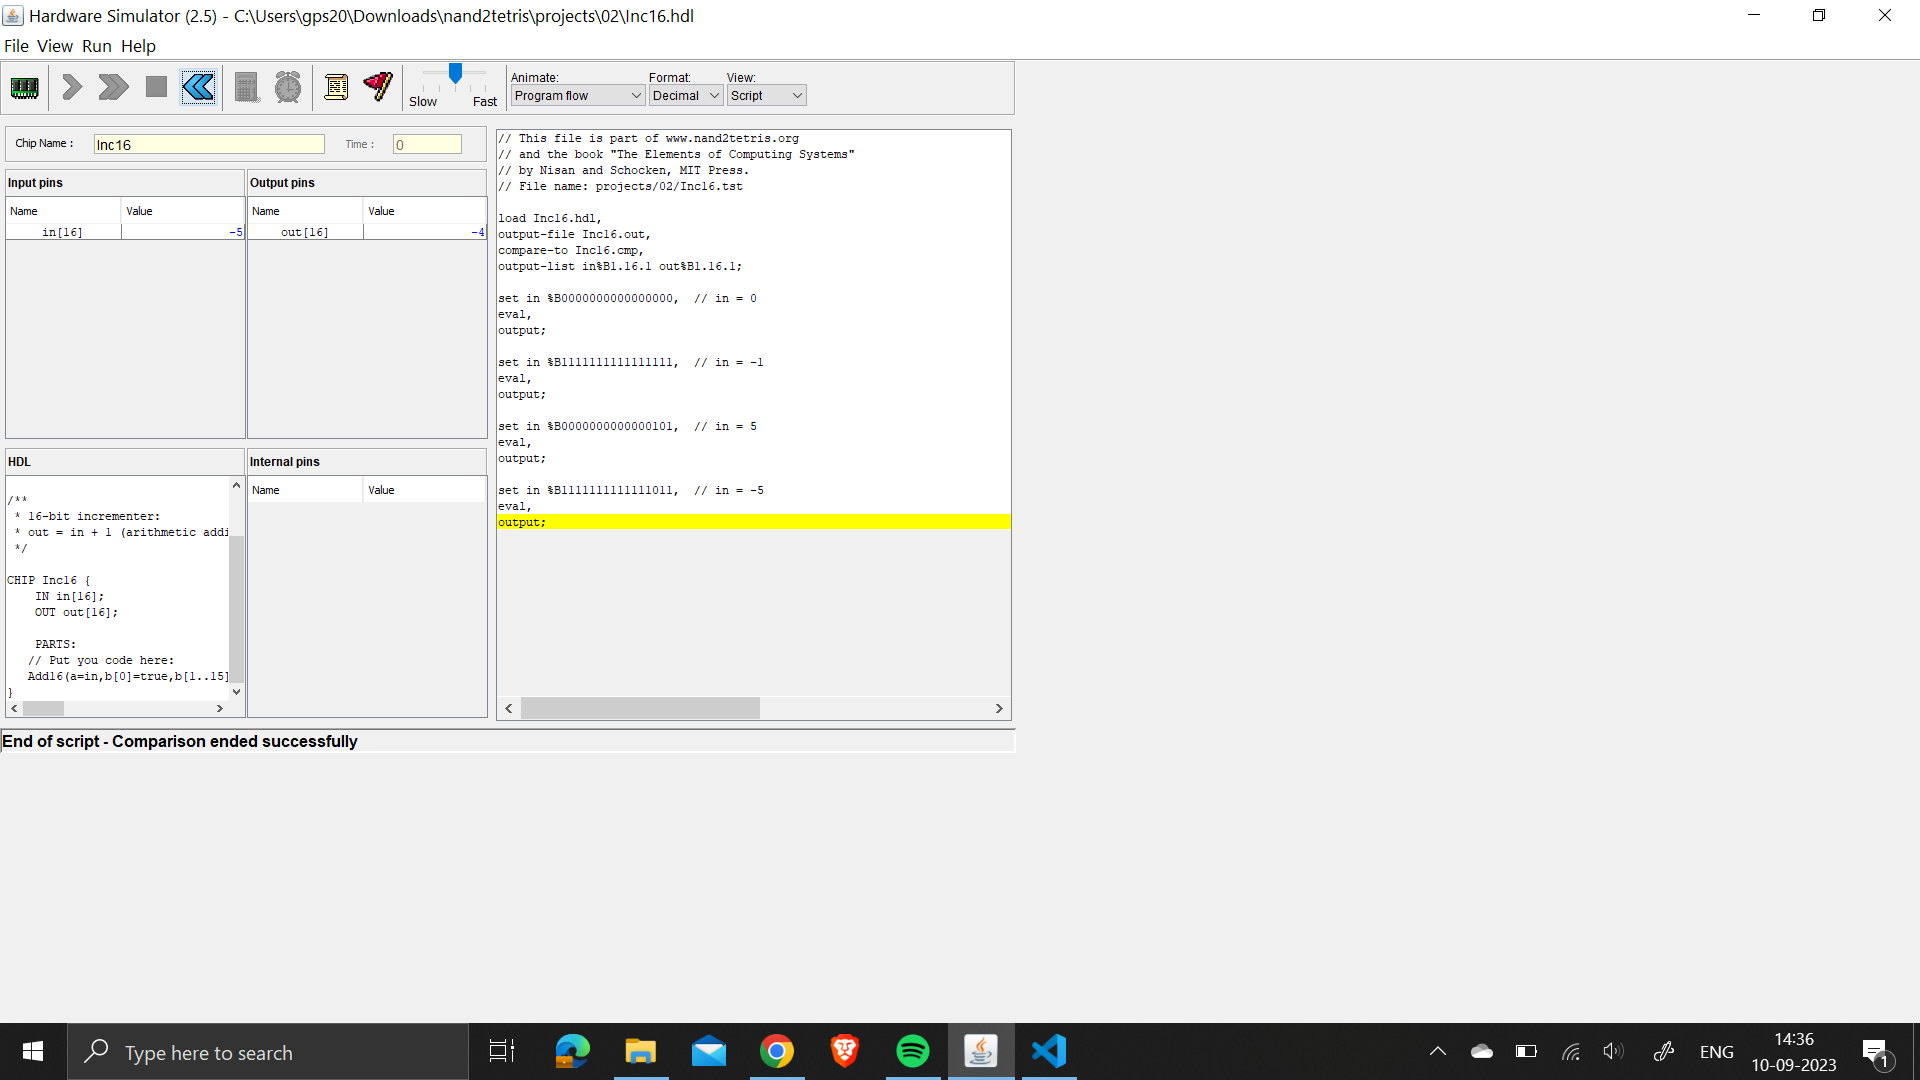 Hardware Simulator (2.5) - C:\Users\gps20\Downloads\nand2tetris\projects\02\Inc16.hdl
File View Run Help
Animate: Format: View:
Slow Fast Program flow Decimal Script
Chip Name : Inc16 Time : 0
Input pins
Name Value
in[16] -5
Output pins
Name Value
out[16] -4
HDL
/**
* 16-bit incrementer:
* out = in + 1 (arithmetic addi
*/
CHIP Inc16 {
IN in[16];
OUT out[16];
PARTS:
// Put you code here:
Add16(a=in,b[0]=true,b[1..15]
}
Internal pins
Name Value
// This file is part of www.nand2tetris.org
// and the book "The Elements of Computing Systems"
// by Nisan and Schocken, MIT Press.
// File name: projects/02/Inc16.tst
load Inc16.hdl,
output-file Inc16.out,
compare-to Inc16.cmp,
output-list in%B1.16.1 out%B1.16.1;
set in %B0000000000000000, // in = 0
eval,
output;
set in %B1111111111111111, // in = -1
eval,
output;
set in %B0000000000000101, // in = 5
eval,
output;
set in %B1111111111111011, // in = -5
eval,
output;
End of script - Comparison ended successfully
Type here to search
ENG
14:36
10-09-2023
1